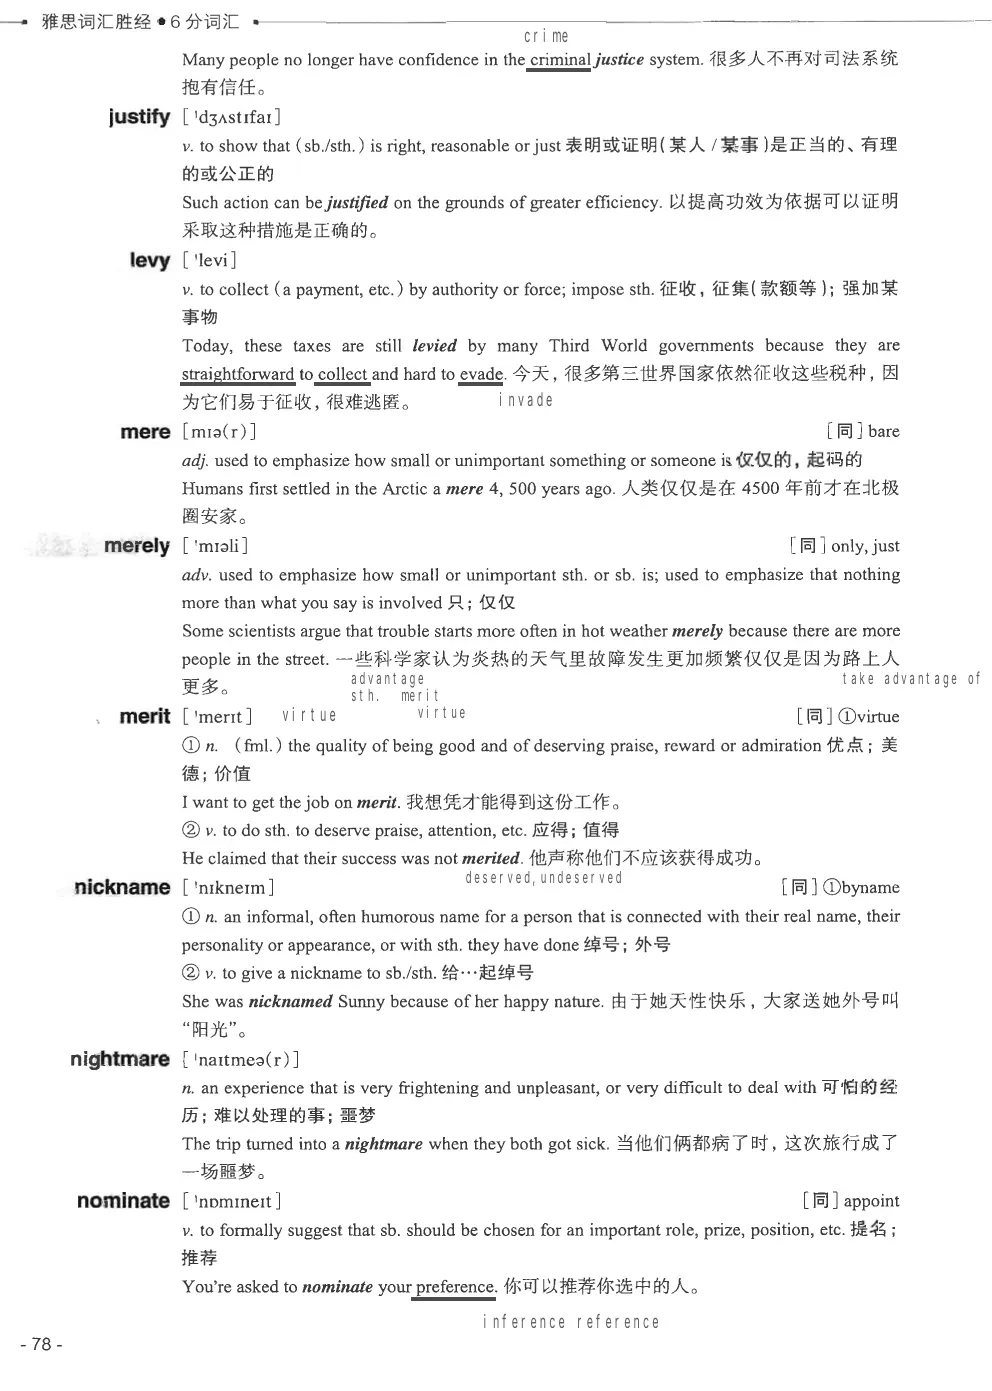 雅思词汇胜经●6分词汇
crime
Many people no longer have confidence in the criminal justice system. 很多人不再对司法系统
抱有信任。
justify [ˈdʒʌstɪfaɪ]
v. to show that (sb./sth.) is right, reasonable or just 表明或证明(某人/某事)是正当的、有理
的或公正的
Such action can be justified on the grounds of greater efficiency. 以提高功效为依据可以证明
采取这种措施是正确的。
levy [ˈlevi]
v. to collect (a payment, etc.) by authority or force; impose sth. 征收,征集(款额等);强加某
事物
Today, these taxes are still levied by many Third World governments because they are
straightforward to collect and hard to evade. 今天,很多第三世界国家依然征收这些税种,因
为它们易于征收,很难逃匿。 invade
mere [mɪə(r)] [同] bare
adj. used to emphasize how small or unimportant something or someone is 仅仅的,起码的
Humans first settled in the Arctic a mere 4, 500 years ago. 人类仅仅是在 4500 年前才在北极
圈安家。
merely [ˈmɪəli] [同] only, just
adv. used to emphasize how small or unimportant sth. or sb. is; used to emphasize that nothing
more than what you say is involved 只;仅仅
Some scientists argue that trouble starts more often in hot weather merely because there are more
people in the street. 一些科学家认为炎热的天气里故障发生更加频繁仅仅是因为路上人
更多。 advantage take advantage of
sth. merit
merit [ˈmerɪt] virtue virtue [同] ①virtue
① n. (fml.) the quality of being good and of deserving praise, reward or admiration 优点;美
德;价值
I want to get the job on merit. 我想凭才能得到这份工作。
② v. to do sth. to deserve praise, attention, etc. 应得;值得
He claimed that their success was not merited. 他声称他们不应该获得成功。
deserved, undeserved
nickname [ˈnɪkneɪm] [同] ①byname
① n. an informal, often humorous name for a person that is connected with their real name, their
personality or appearance, or with sth. they have done 绰号;外号
② v. to give a nickname to sb./sth. 给…起绰号
She was nicknamed Sunny because of her happy nature. 由于她天性快乐,大家送她外号叫
“阳光”。
nightmare [ˈnaɪtmeə(r)]
n. an experience that is very frightening and unpleasant, or very difficult to deal with 可怕的经
历;难以处理的事;噩梦
The trip turned into a nightmare when they both got sick. 当他们俩都病了时,这次旅行成了
一场噩梦。
nominate [ˈnɒmɪneɪt] [同] appoint
v. to formally suggest that sb. should be chosen for an important role, prize, position, etc. 提名;
推荐
You're asked to nominate your preference. 你可以推荐你选中的人。
inference reference
- 78 -